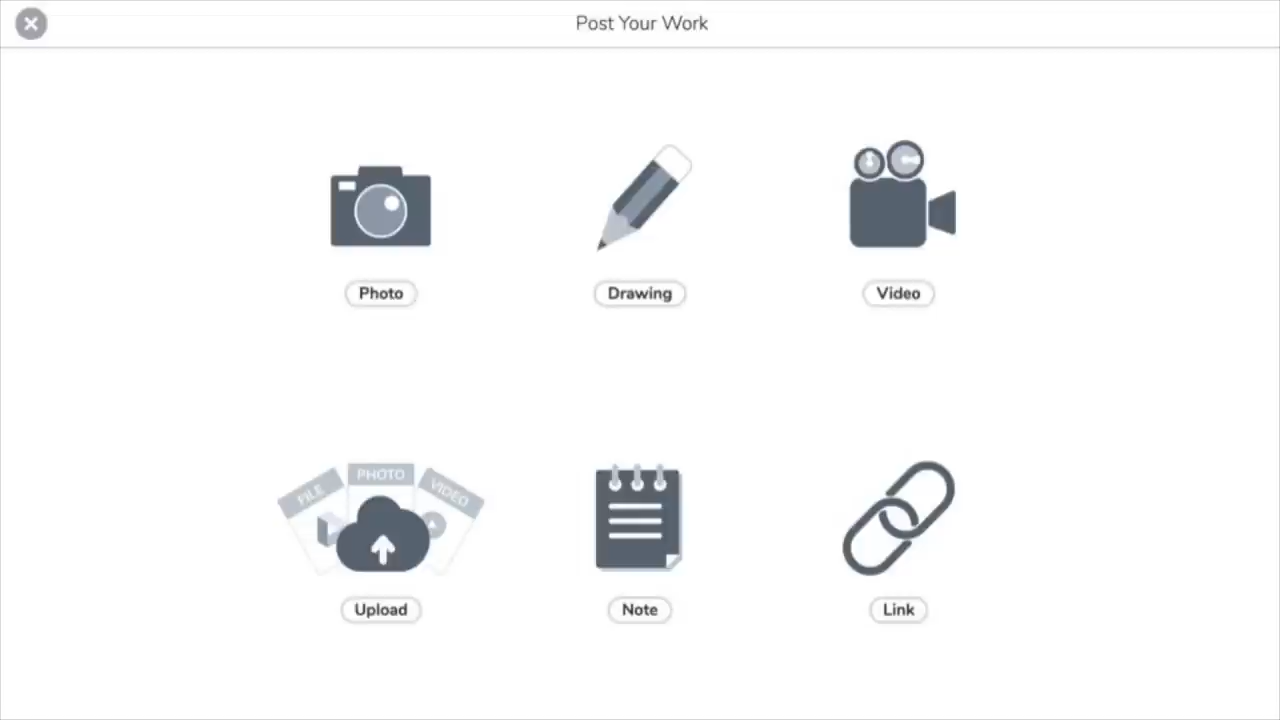 Post Your Work
Photo
Drawing
Video
FILE
PHOTO
VIDEO
Upload
Note
Link